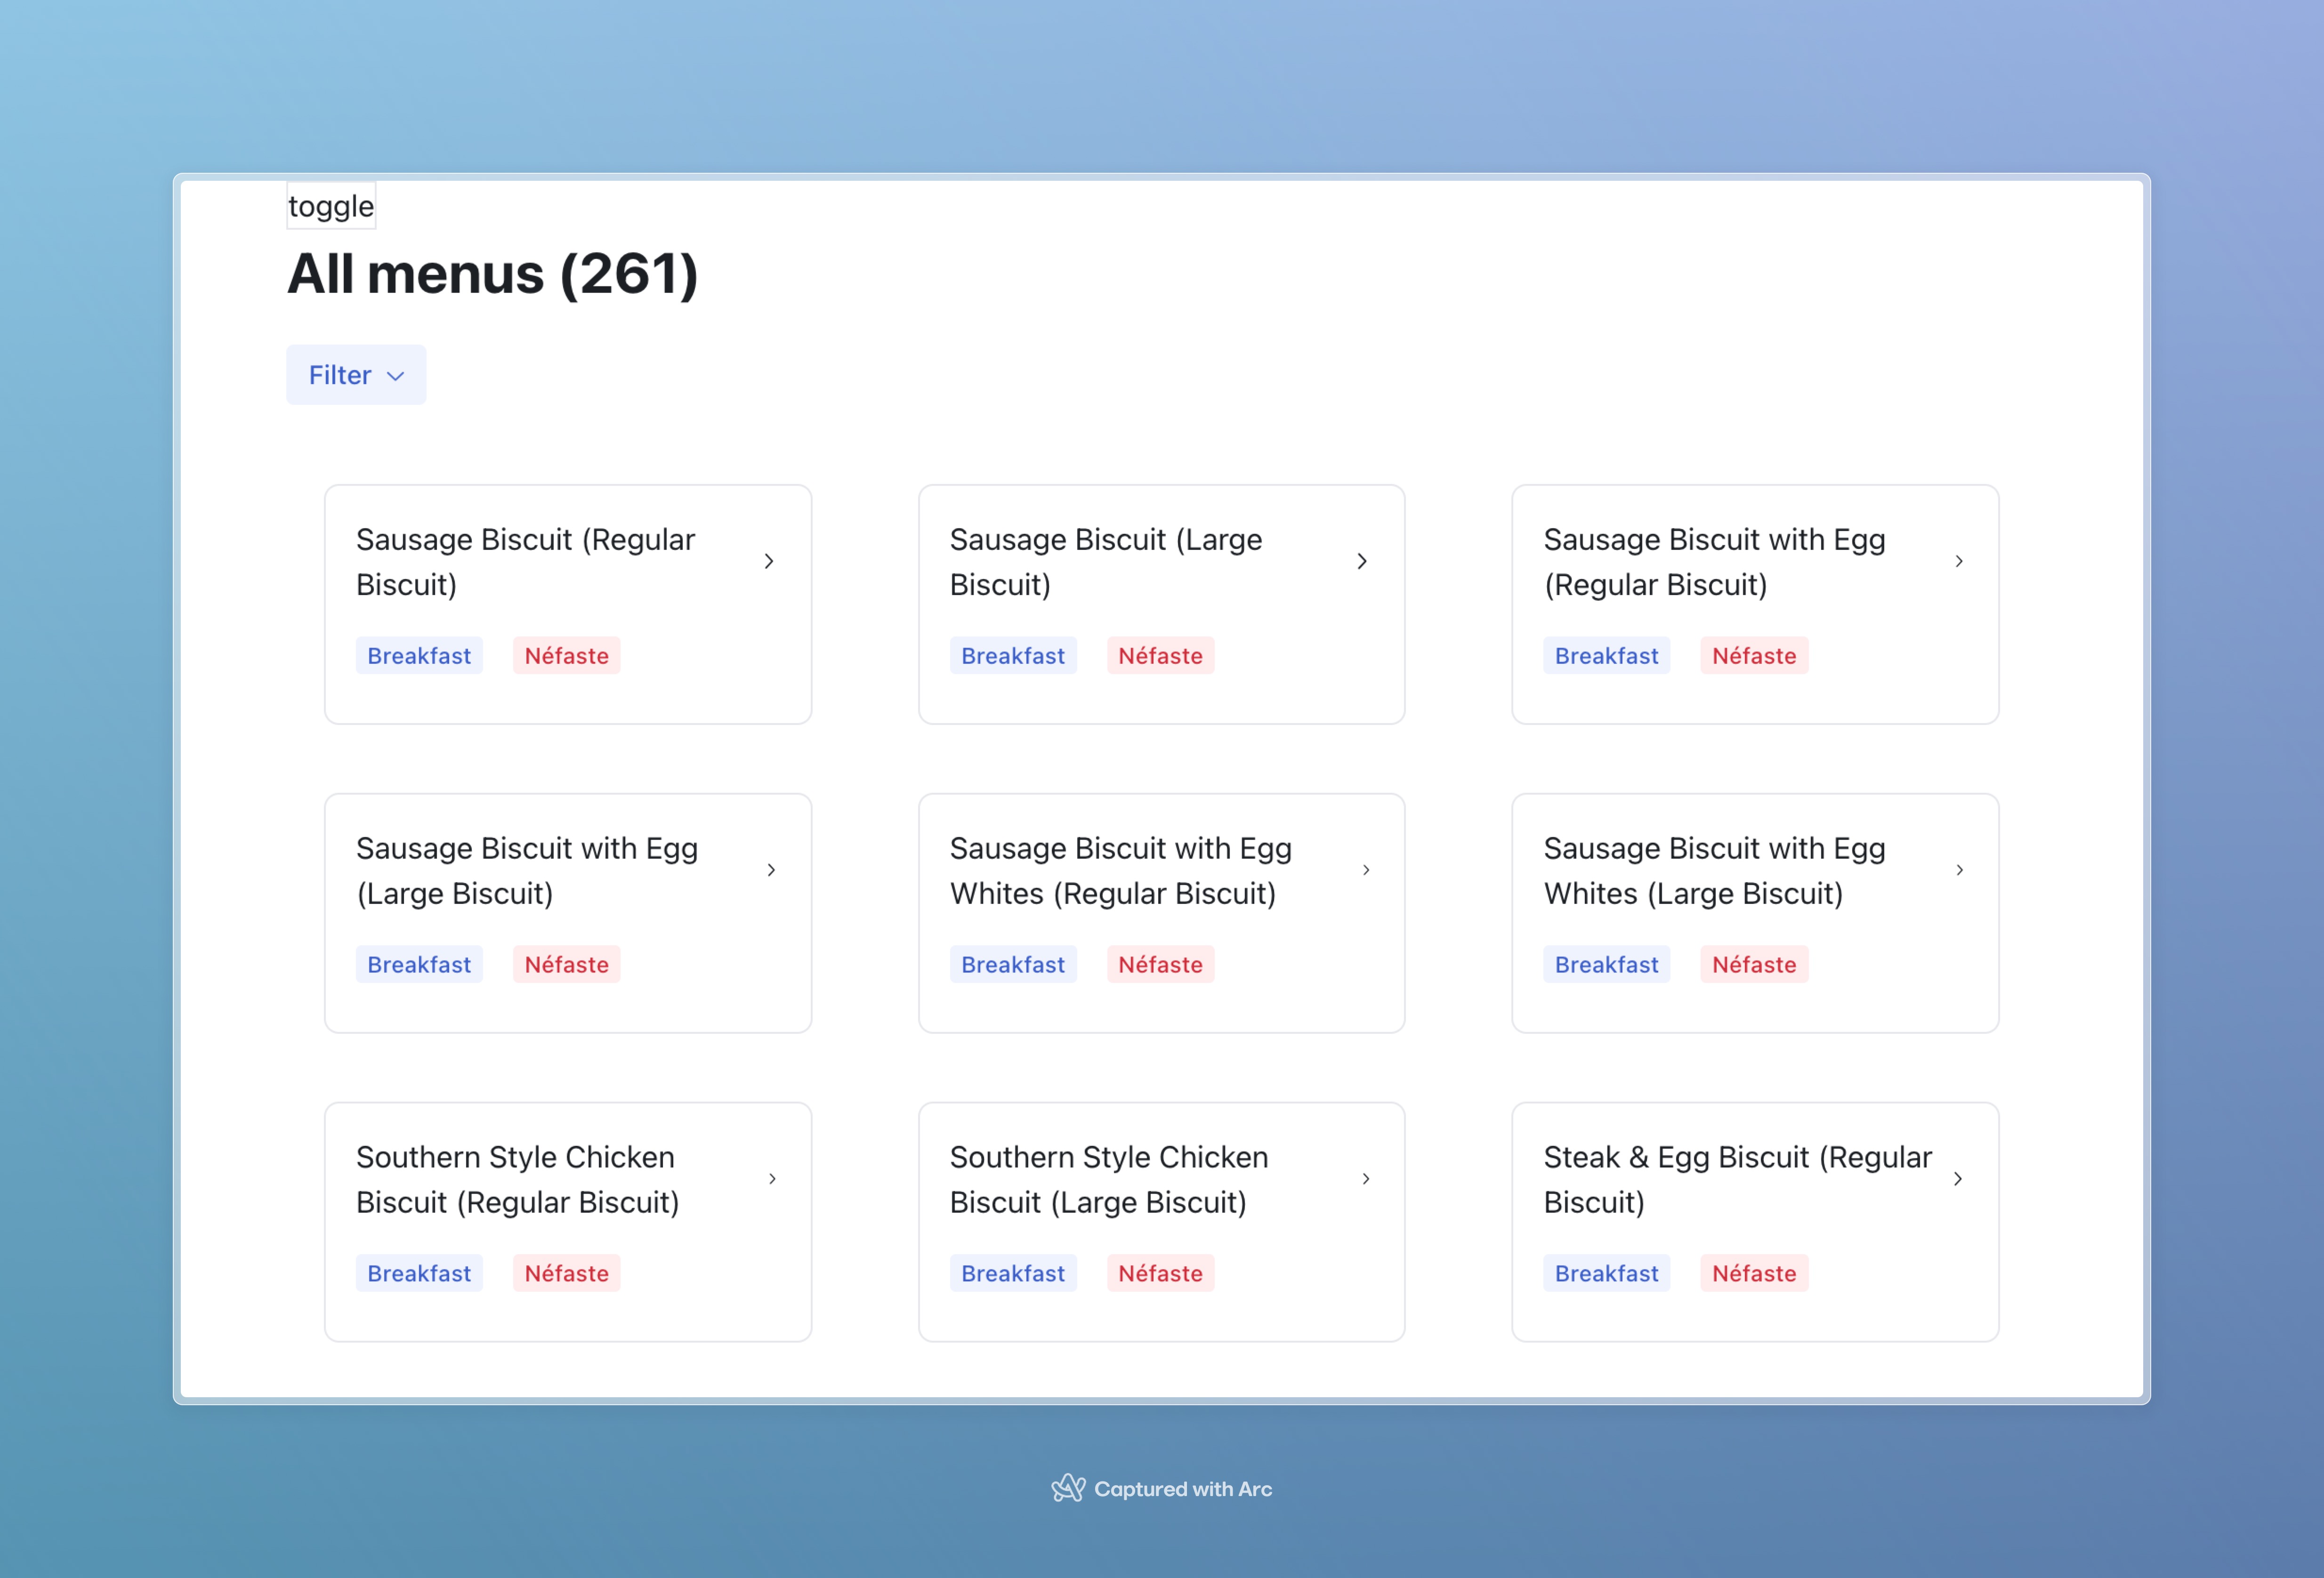 toggle
All menus (261)
Filter
Sausage Biscuit (Regular
Biscuit)
Breakfast Néfaste
Sausage Biscuit (Large
Biscuit)
Breakfast Néfaste
Sausage Biscuit with Egg
(Regular Biscuit)
Breakfast Néfaste
Sausage Biscuit with Egg
(Large Biscuit)
Breakfast Néfaste
Sausage Biscuit with Egg
Whites (Regular Biscuit)
Breakfast Néfaste
Sausage Biscuit with Egg
Whites (Large Biscuit)
Breakfast Néfaste
Southern Style Chicken
Biscuit (Regular Biscuit)
Breakfast Néfaste
Southern Style Chicken
Biscuit (Large Biscuit)
Breakfast Néfaste
Steak & Egg Biscuit (Regular
Biscuit)
Breakfast Néfaste
Captured with Arc